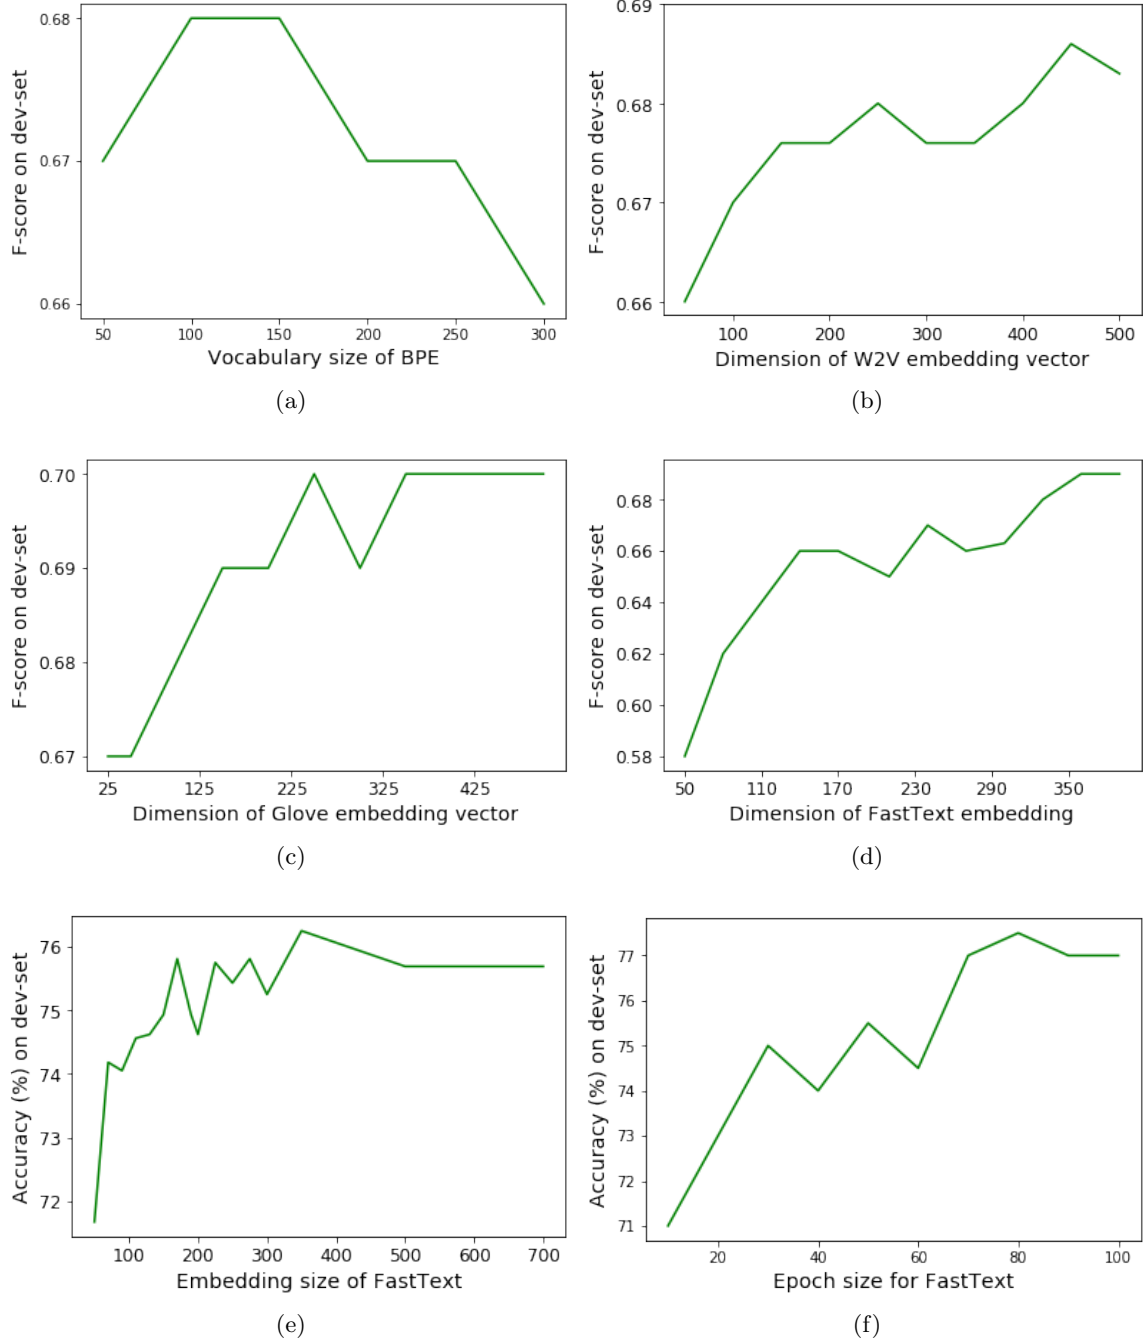 0.68
0.67
0.66
F-score on dev-set
50 100 150 200 250 300
Vocabulary size of BPE
(a)
0.69
0.68
0.67
0.66
F-score on dev-set
100 200 300 400 500
Dimension of W2V embedding vector
(b)
0.70
0.69
0.68
0.67
F-score on dev-set
25 125 225 325 425
Dimension of Glove embedding vector
(c)
0.68
0.66
0.64
0.62
0.60
0.58
F-score on dev-set
50 110 170 230 290 350
Dimension of FastText embedding
(d)
76
75
74
73
72
Accuracy (%) on dev-set
100 200 300 400 500 600 700
Embedding size of FastText
(e)
77
76
75
74
73
72
71
Accuracy (%) on dev-set
20 40 60 80 100
Epoch size for FastText
(f)